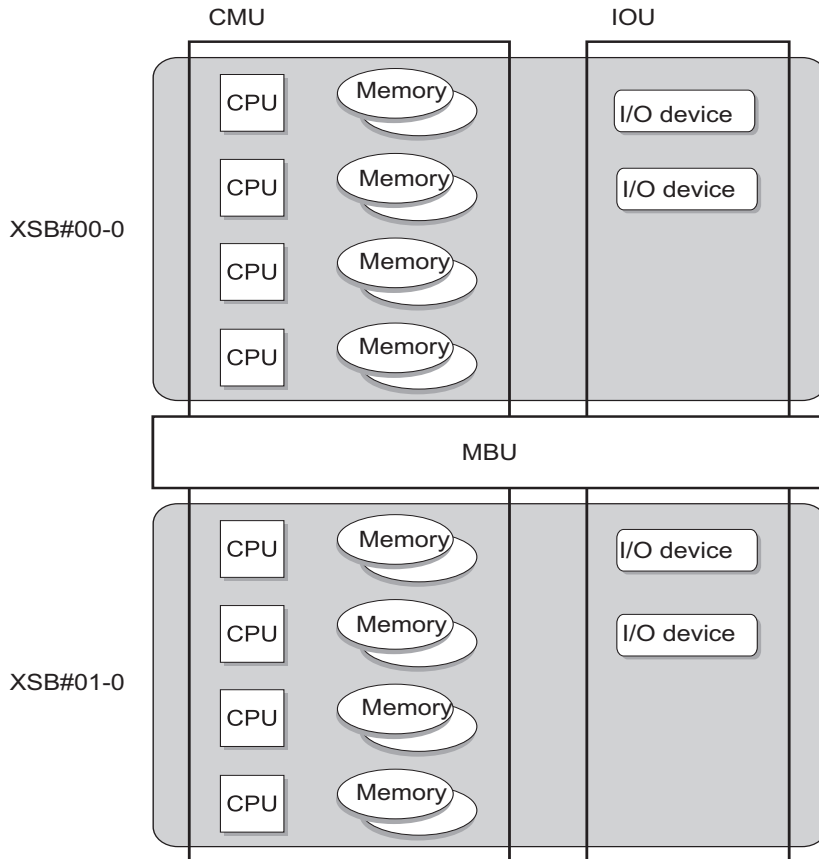 CMU IOU
CPU Memory I/O device
CPU Memory I/O device
XSB#00-0
CPU Memory
CPU Memory
MBU
CPU Memory I/O device
CPU Memory I/O device
XSB#01-0
CPU Memory
CPU Memory